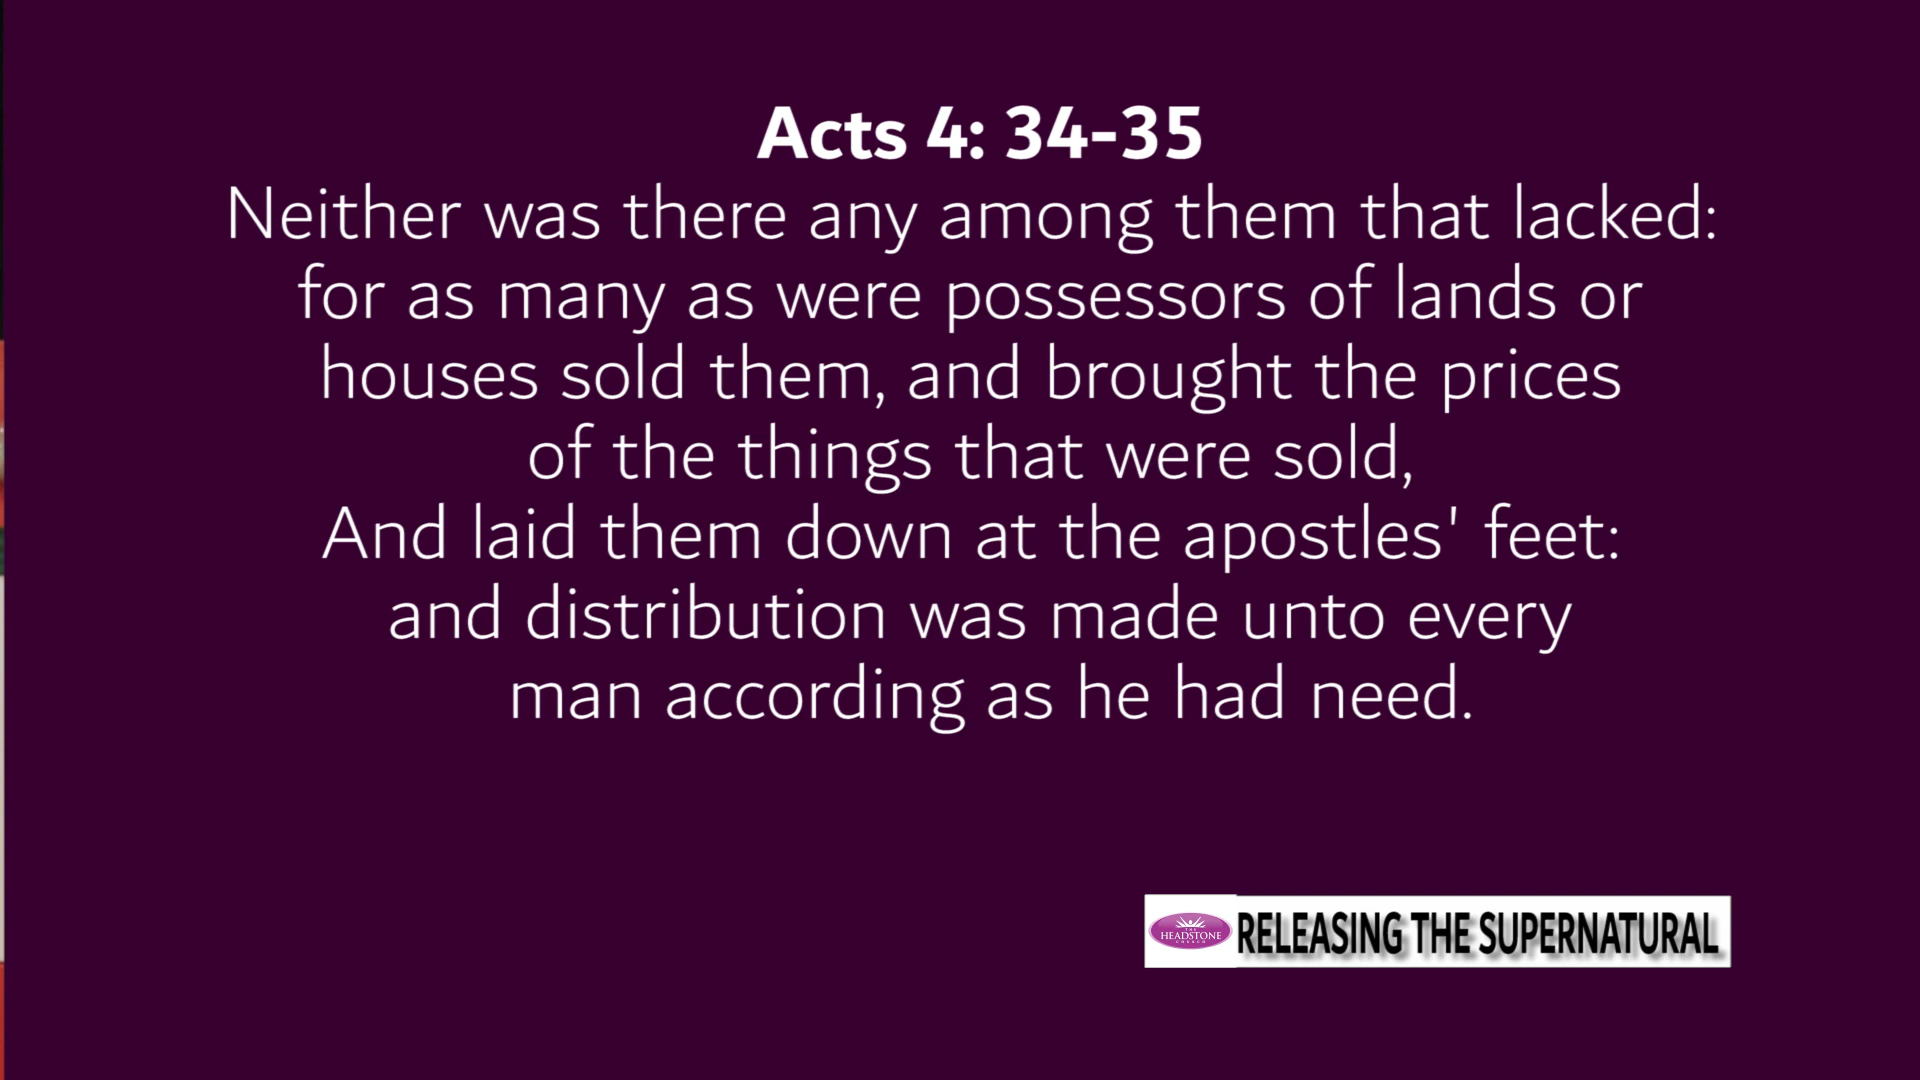 Acts 4: 34-35
Neither was there any among them that lacked:
for as many as were possessors of lands or
houses sold them, and brought the prices
of the things that were sold,
And laid them down at the apostles' feet:
and distribution was made unto every
man according as he had need.
THE
HEADSTONE
CHURCH
RELEASING THE SUPERNATURAL